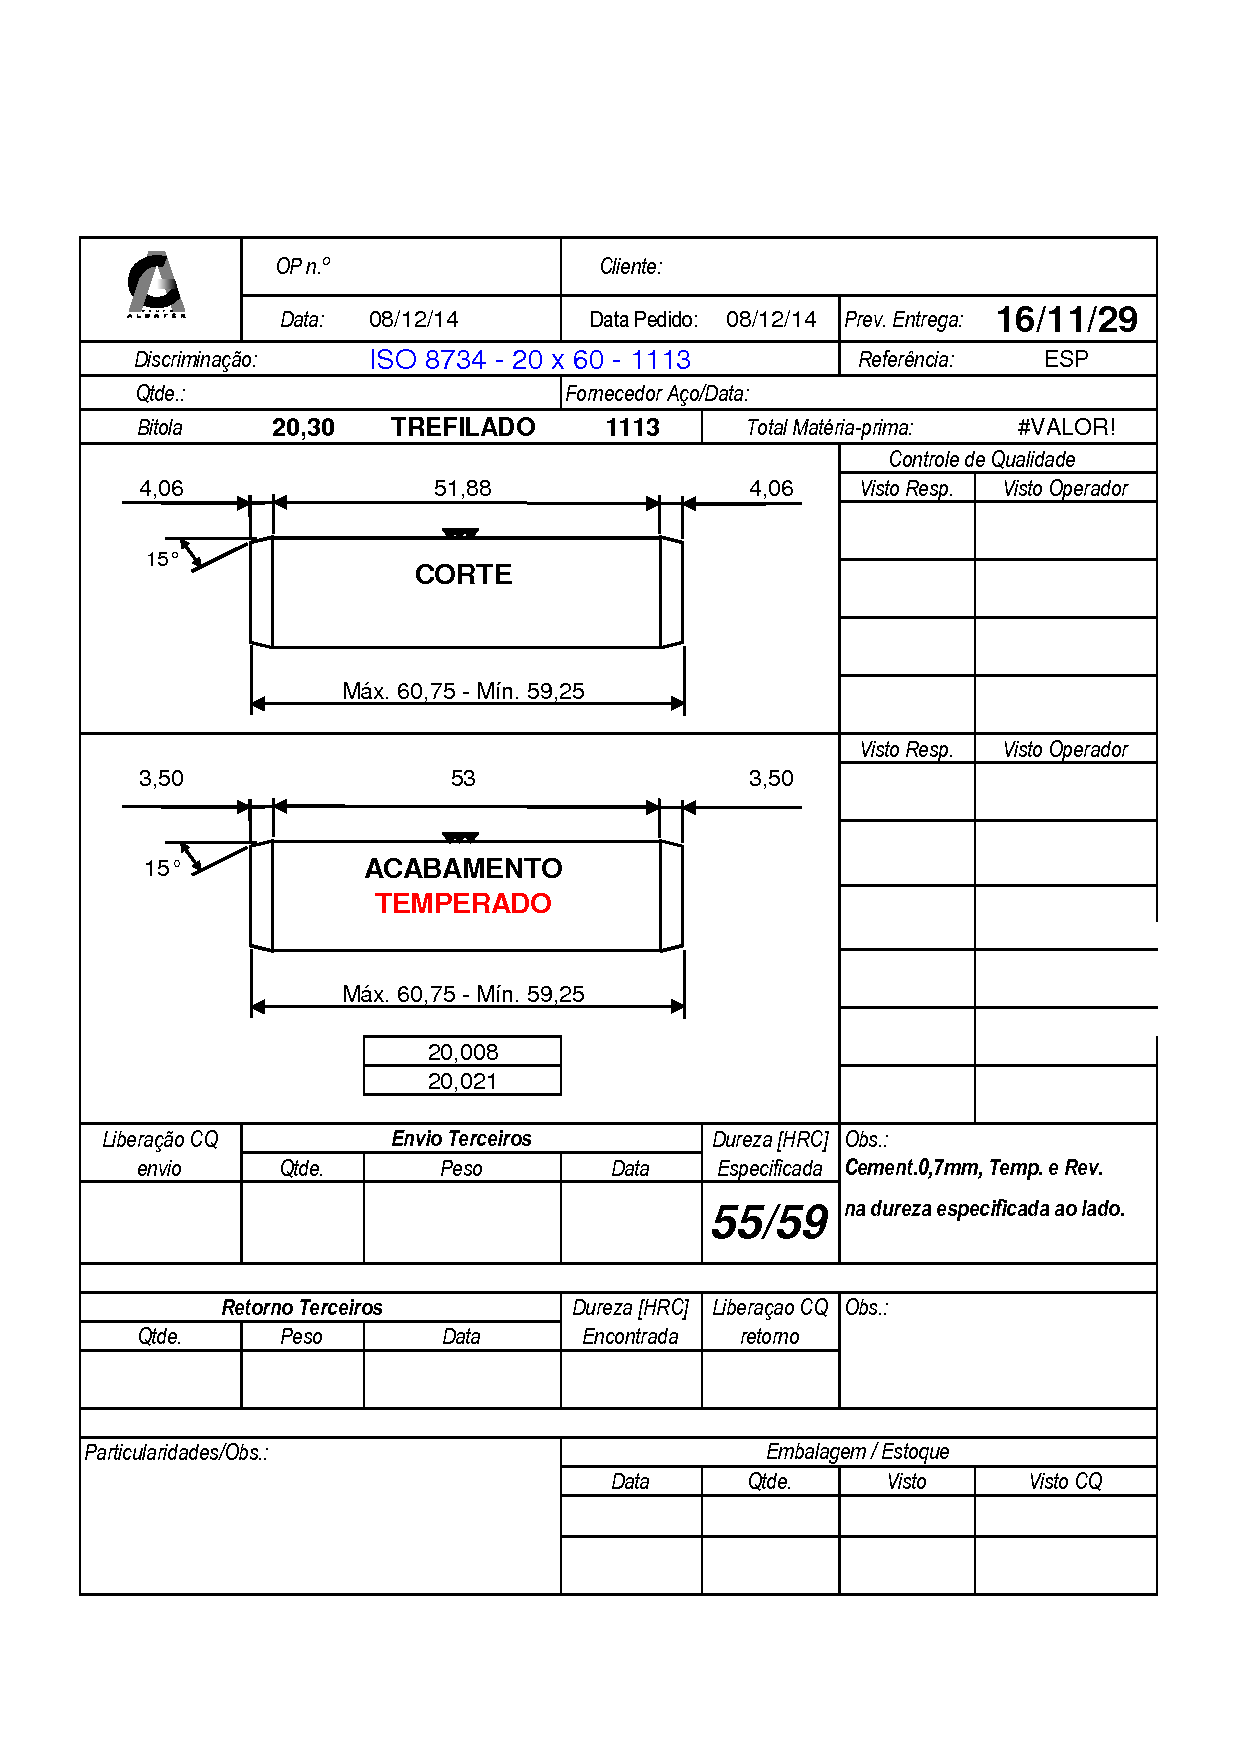 OP n.º Cliente:
Data: 08/12/14 Data Pedido: 08/12/14 Prev. Entrega: 16/11/29
Discriminação: ISO 8734 - 20 x 60 - 1113 Referência: ESP
Qtde.: Fornecedor Aço/Data:
Bitola 20,30 TREFILADO 1113 Total Matéria-prima: #VALOR!
Controle de Qualidade
4,06 51,88 4,06 Visto Resp. Visto Operador
15°
CORTE
Máx. 60,75 - Mín. 59,25
Visto Resp. Visto Operador
3,50 53 3,50
15°
ACABAMENTO
TEMPERADO
Máx. 60,75 - Mín. 59,25
20,008
20,021
Liberação CQ Envio Terceiros Dureza [HRC] Obs.:
envio Qtde. Peso Data Especificada Cement.0,7mm, Temp. e Rev.
55/59 na dureza especificada ao lado.
Retorno Terceiros Dureza [HRC] Liberaçao CQ Obs.:
Qtde. Peso Data Encontrada retorno
Particularidades/Obs.: Embalagem / Estoque
Data Qtde. Visto Visto CQ